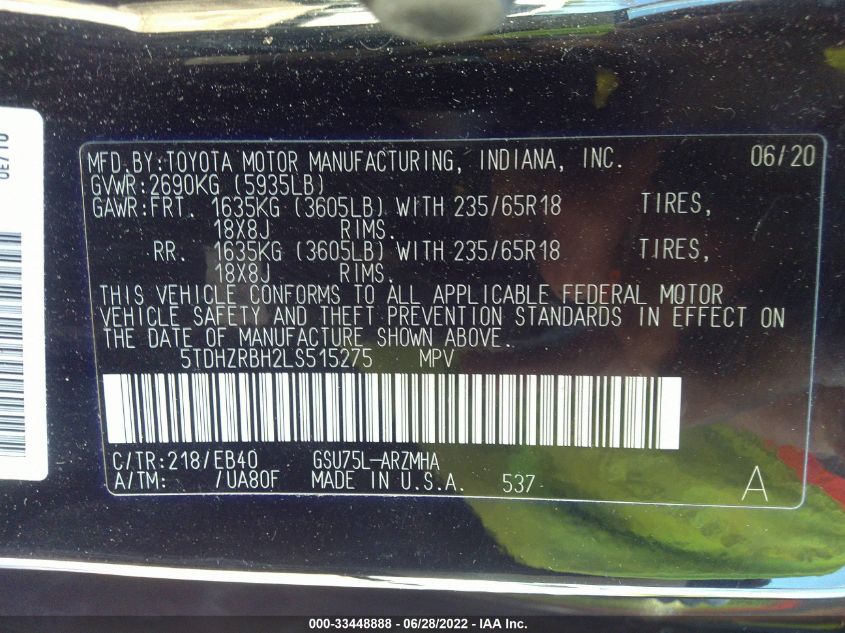 MFD.BY:TOYOTA MOTOR MANUFACTURING, INDIANA, INC. 06/20
GVWR:2690KG (5935LB)
GAWR:FRT. 1635KG (3605LB) WITH 235/65R18 TIRES,
18X8J RIMS.
RR. 1635KG (3605LB) WITH 235/65R18 TIRES,
18X8J RIMS.
THIS VEHICLE CONFORMS TO ALL APPLICABLE FEDERAL MOTOR
VEHICLE SAFETY AND THEFT PREVENTION STANDARDS IN EFFECT ON
THE DATE OF MANUFACTURE SHOWN ABOVE.
5TDHZRBH2LS515275 MPV
C/TR:218/EB40 GSU75L-ARZMHA
A/TM: /UA80F MADE IN U.S.A. 537 A
000-33448888 - 06/28/2022 - IAA Inc.